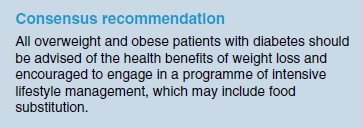 Consensus recommendation
All overweight and obese patients with diabetes should
be advised of the health benefits of weight loss and
encouraged to engage in a programme of intensive
lifestyle management, which may include food
substitution.